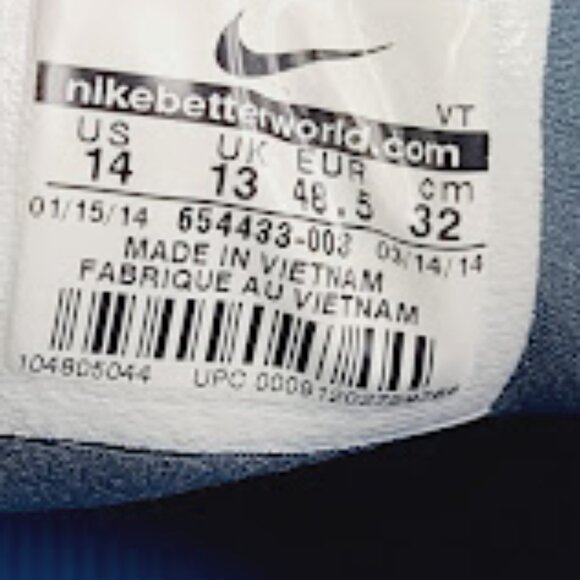 nikebetterworld.com
VT
US UK EUR cm
14 13 48.5 32
01/15/14 654433-003 03/14/14
MADE IN VIETNAM
FABRIQUE AU VIETNAM
104805044 UPC